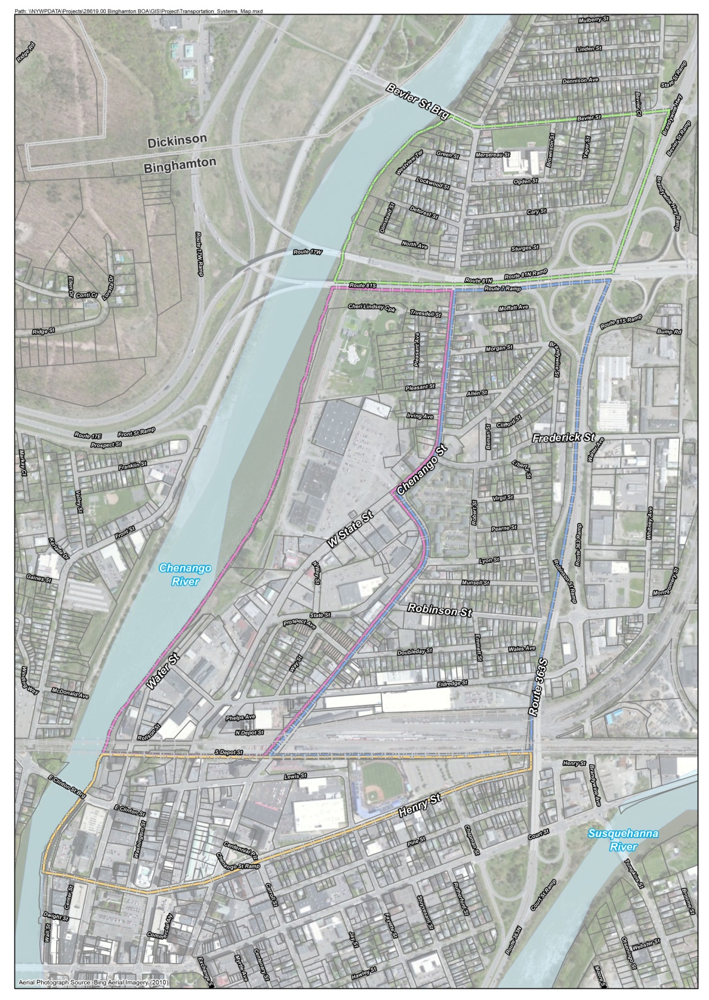 Path: \\NYWPDATA\Projects\28619.00 Binghamton BOA\GIS\Project\Transportation_Systems_Map.mxd
Mulberry St
Ridge Rd
Linden St
State St Ramp
Dennison Ave
Bevier St Brg
Bevier Ct
Brandywine Hwy
Bevier St
Bevier St Ramp
Dickinson
Binghamton
Brownson St
Yager St
Green St
Mersereau St
Westview Ter
Lockwood St
Ogden St
Brandywine Hwy Ramp
Olmstead St
Deforest St
Cary St
Route 17W Ramp
North Ave
Sturges St
Route 17W
Route 81N Ramp
Route 81N
Route 81S
Route 7 Ramp
Ellen Dr
Conti Ct
Loretta Dr
Cheri Lindsey Cpk
Truesdell St
Moffatt Ave
Route 81S Ramp
Ridge St
Bump Rd
Pleasant Ave
Morgan St
Brandywine St
Pleasant St
Allen St
Irving Ave
Clifford St
Front St Ramp
Route 17E
Prospect St
Beman St
Frederick St
Walter Ave
Markay Ct
Franklin St
Chenango St
Liberty St
Valley St
Virgil St
Robert St
Whitney Ave
W State St
Pearne St
Front St
Route 363 Ramp
Karlada Dr
Chenango
River
Lyon St
Gaines St
N Way St
Munsell St
Robinson St Ramp
Montgomery St
Robinson St
State St
Prospect Ave
Emmett St
Doubleday St
Wales Ave
Way St
Water St
Winding Way
McDonald Ave
Eldredge St
Route 363S
Phelps Ave
Rolison St
N Depot St
S Depot St
Henry St
Lewis St
E Clinton St Brg
Brandywine Ave
E Clinton St
Henry St
Washington St
Court St
Susquehanna
River
Pine St
Chapman St
Centennial Plz
Chenango St Ramp
Tompkins St
Center St
Carroll St
Rutherford St
Court St Ramp
Broome St
Stuyvesant St
Dwight St
Fayette St
Wall St
Commercial Aly
Jay St
Route 363N
Webster St
Orseningo St
Exchange S
Myrtle Ave
Centenary St
Hawley St
Moore S
Aerial Photograph Source: Bing Aerial Imagery (2010)